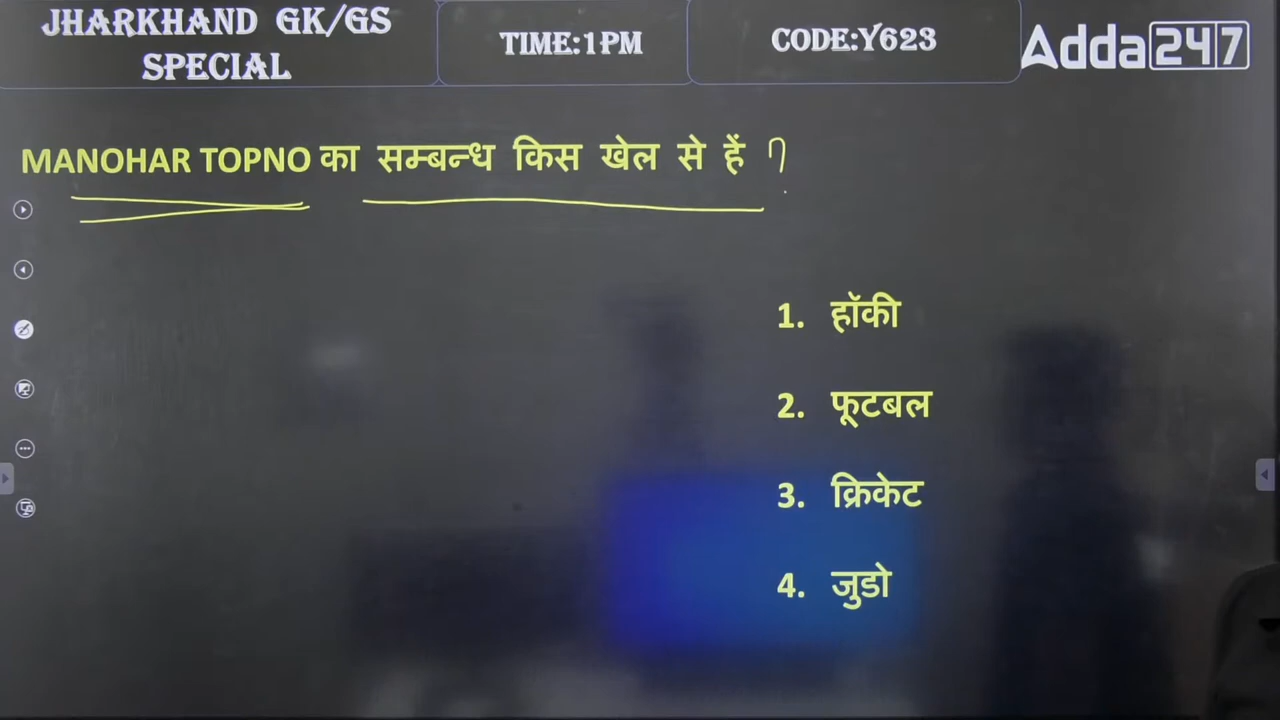 JHARKHAND GK/GS
SPECIAL
TIME:1PM
CODE:Y623
Adda247
MANOHAR TOPNO का सम्बन्ध किस खेल से हें ?
1. हॉकी
2. फूटबल
3. क्रिकेट
4. जुडो